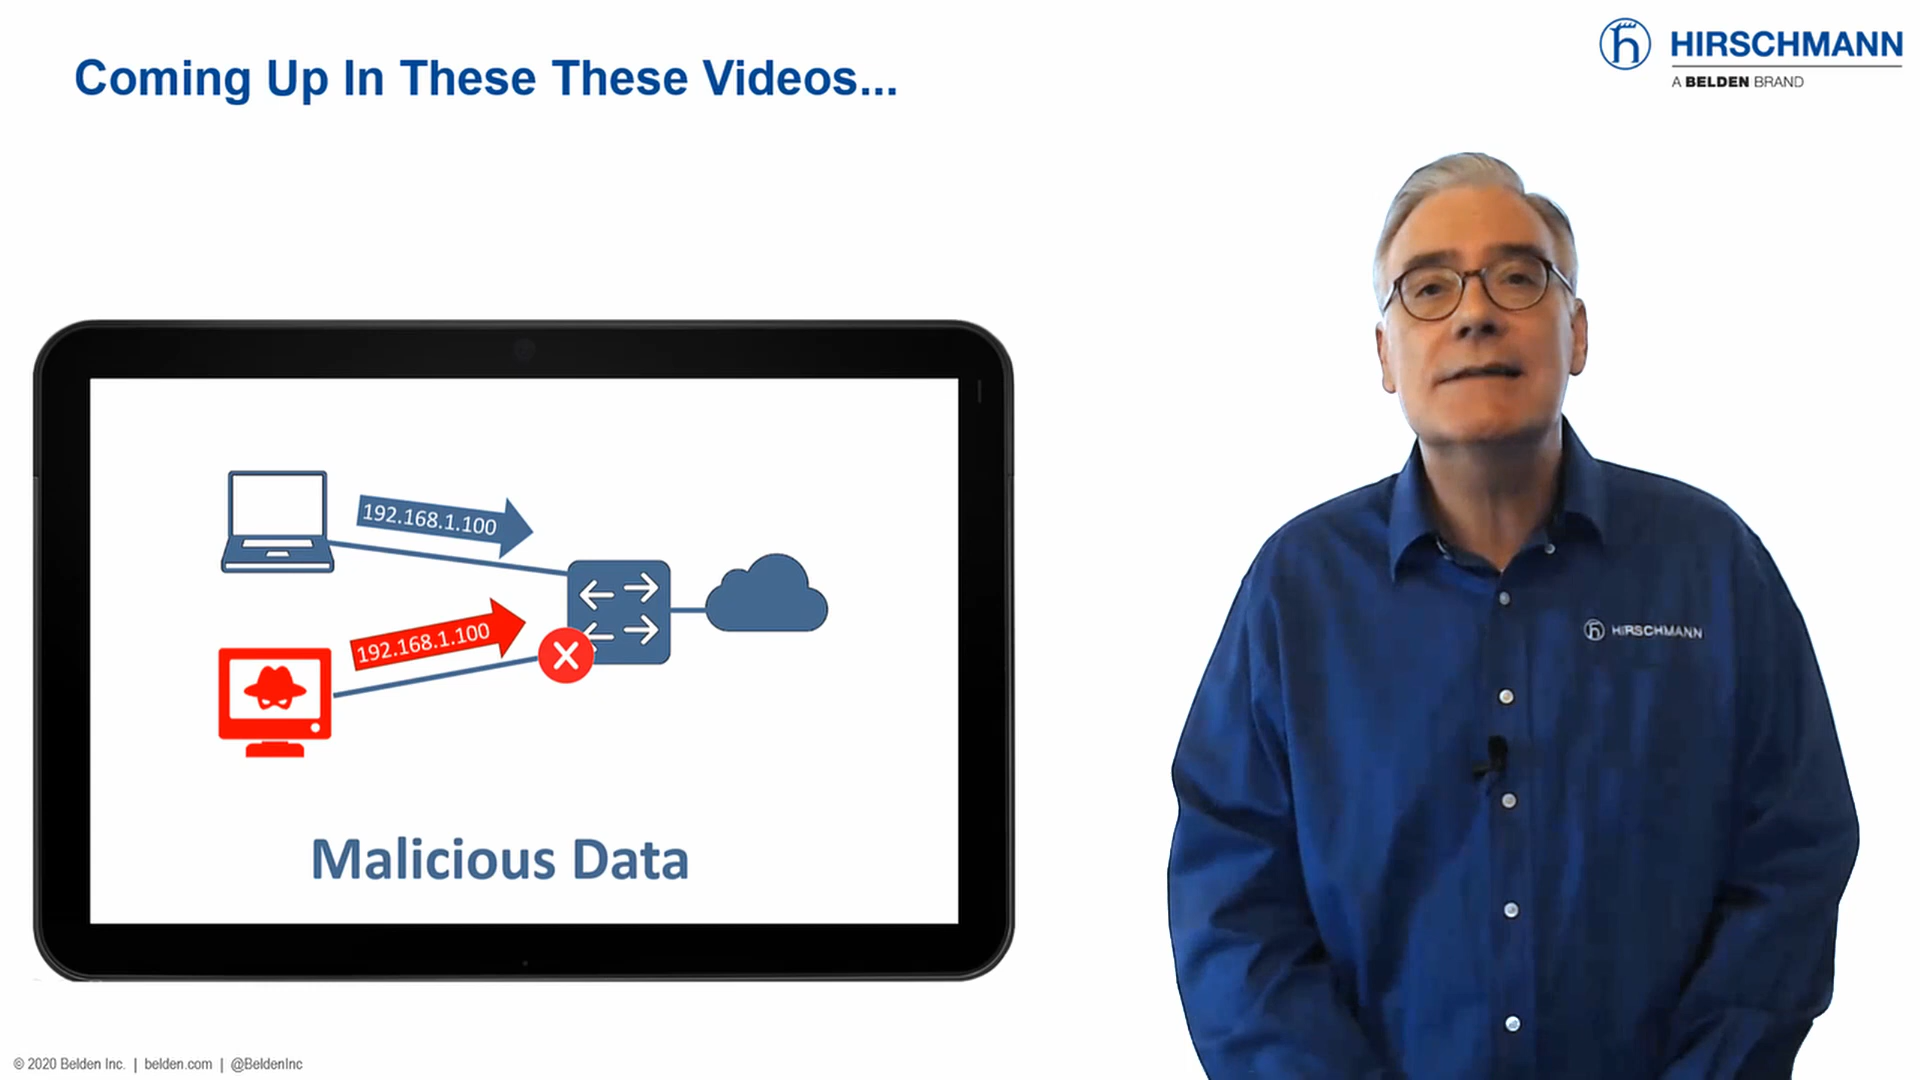 Coming Up In These These Videos...
HIRSCHMANN
A BELDEN BRAND
192.168.1.100
192.168.1.100
Malicious Data
HIRSCHMANN
© 2020 Belden Inc. | belden.com | @BeldenInc